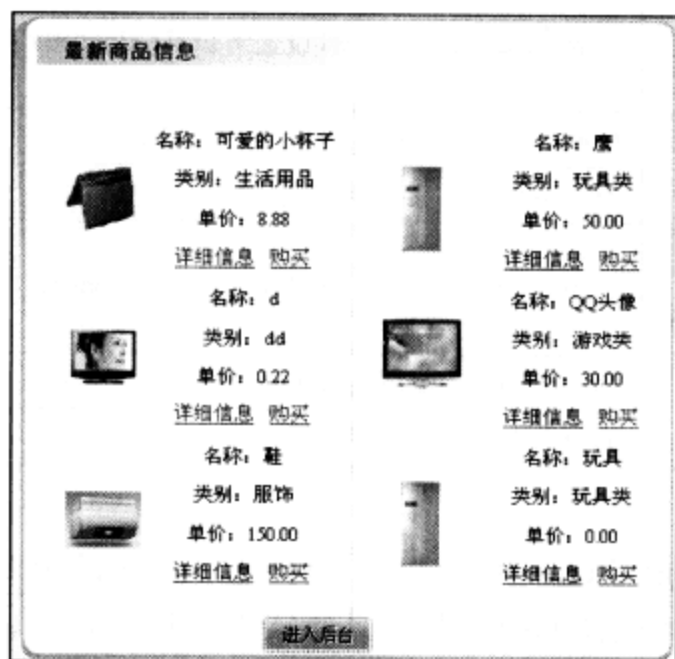 最新商品信息
名称：可爱的小杯子
类别：生活用品
单价：8.88
详细信息 购买
名称：鹰
类别：玩具类
单价：50.00
详细信息 购买
名称：d
类别：dd
单价：0.22
详细信息 购买
名称：QQ头像
类别：游戏类
单价：30.00
详细信息 购买
名称：鞋
类别：服饰
单价：150.00
详细信息 购买
名称：玩具
类别：玩具类
单价：0.00
详细信息 购买
进入后台